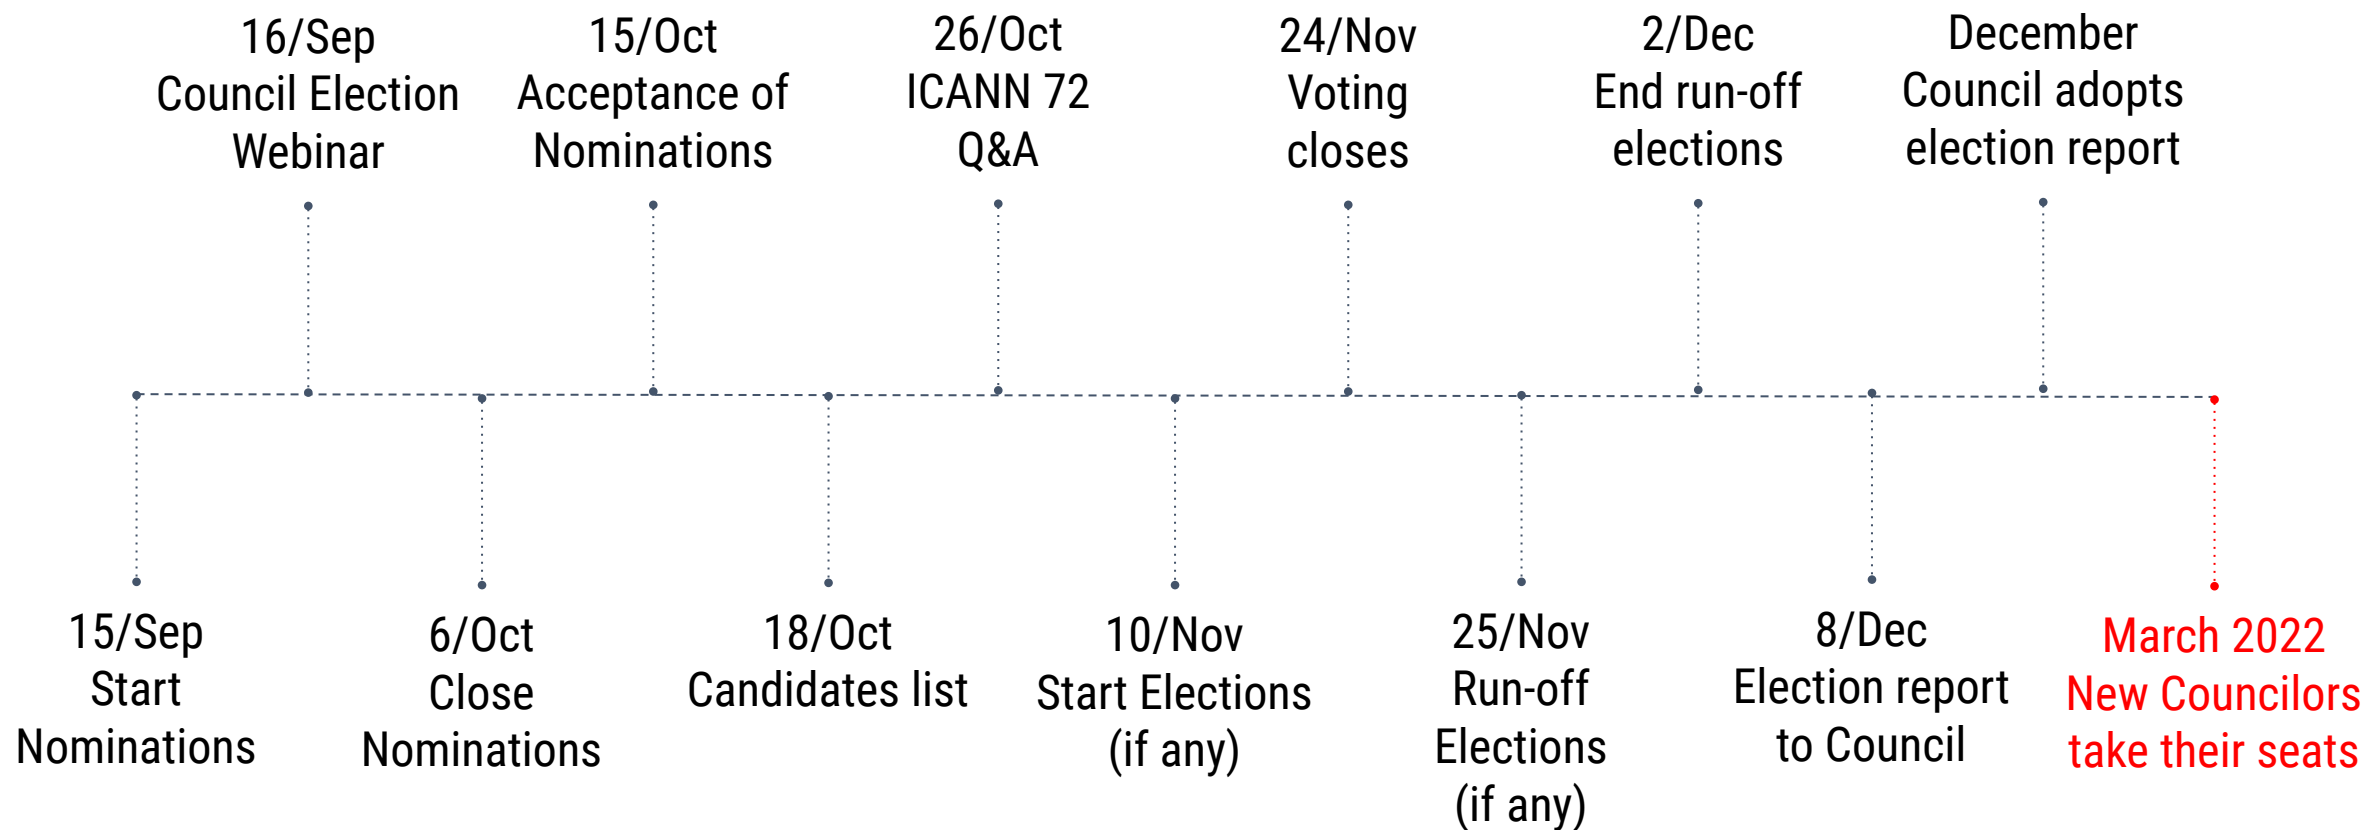 16/Sep
Council Election
Webinar
15/Oct
Acceptance of
Nominations
26/Oct
ICANN 72
Q&A
24/Nov
Voting
closes
2/Dec
End run-off
elections
December
Council adopts
election report
15/Sep
Start
Nominations
6/Oct
Close
Nominations
18/Oct
Candidates list
10/Nov
Start Elections
(if any)
25/Nov
Run-off
Elections
(if any)
8/Dec
Election report
to Council
March 2022
New Councilors
take their seats